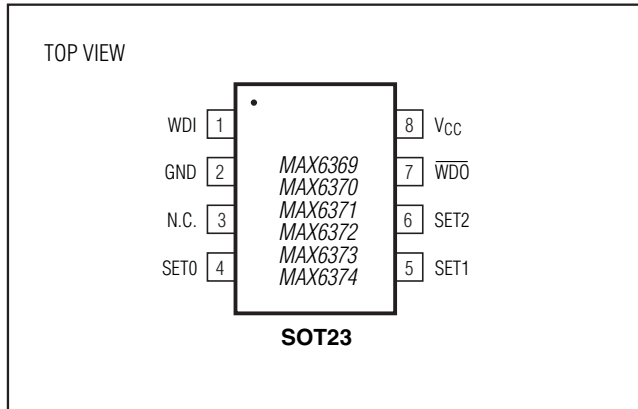 TOP VIEW
WDI 1
GND 2
N.C. 3
SET0 4
MAX6369
MAX6370
MAX6371
MAX6372
MAX6373
MAX6374
8 VCC
7 W̅D̅O̅
6 SET2
5 SET1
SOT23